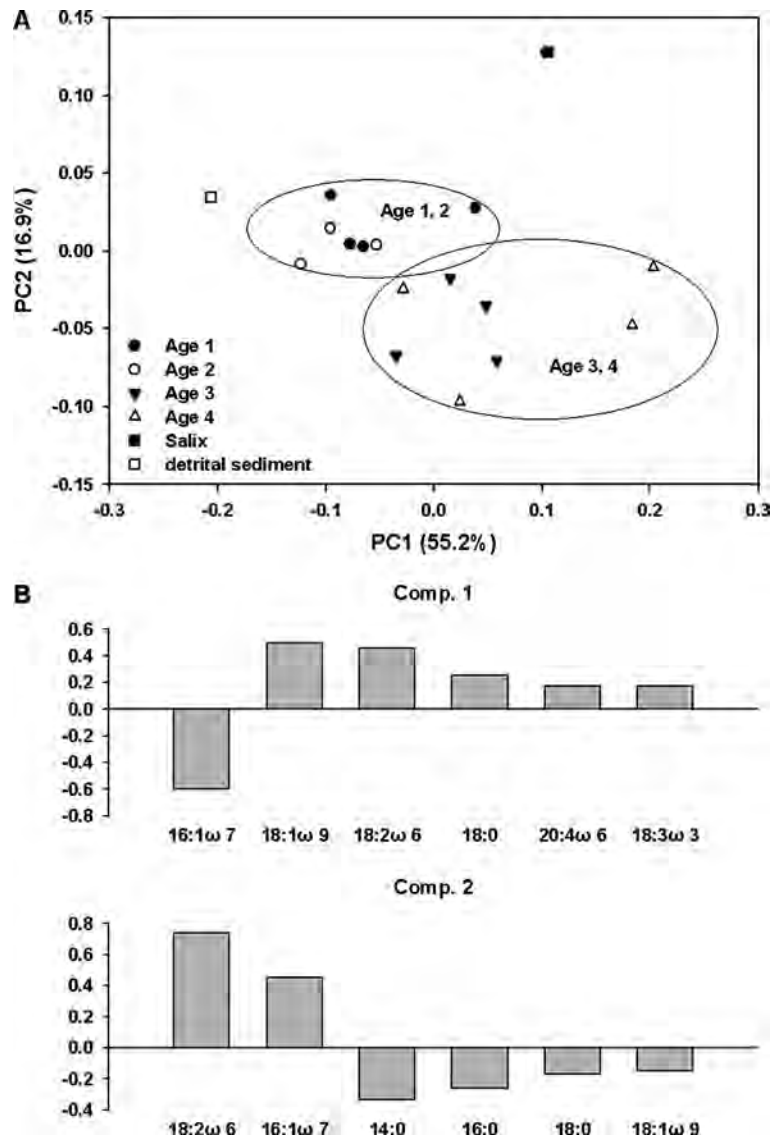 A
0.15
0.10
0.05
0.00
-0.05
-0.10
-0.15
PC2 (16.9%)
Age 1, 2
Age 3, 4
Age 1
Age 2
Age 3
Age 4
Salix
detrital sediment
-0.3 -0.2 -0.1 0.0 0.1 0.2 0.3
PC1 (55.2%)
B
Comp. 1
0.6
0.4
0.2
0.0
-0.2
-0.4
-0.6
-0.8
16:1ω 7 18:1ω 9 18:2ω 6 18:0 20:4ω 6 18:3ω 3
Comp. 2
0.8
0.6
0.4
0.2
0.0
-0.2
-0.4
18:2ω 6 16:1ω 7 14:0 16:0 18:0 18:1ω 9